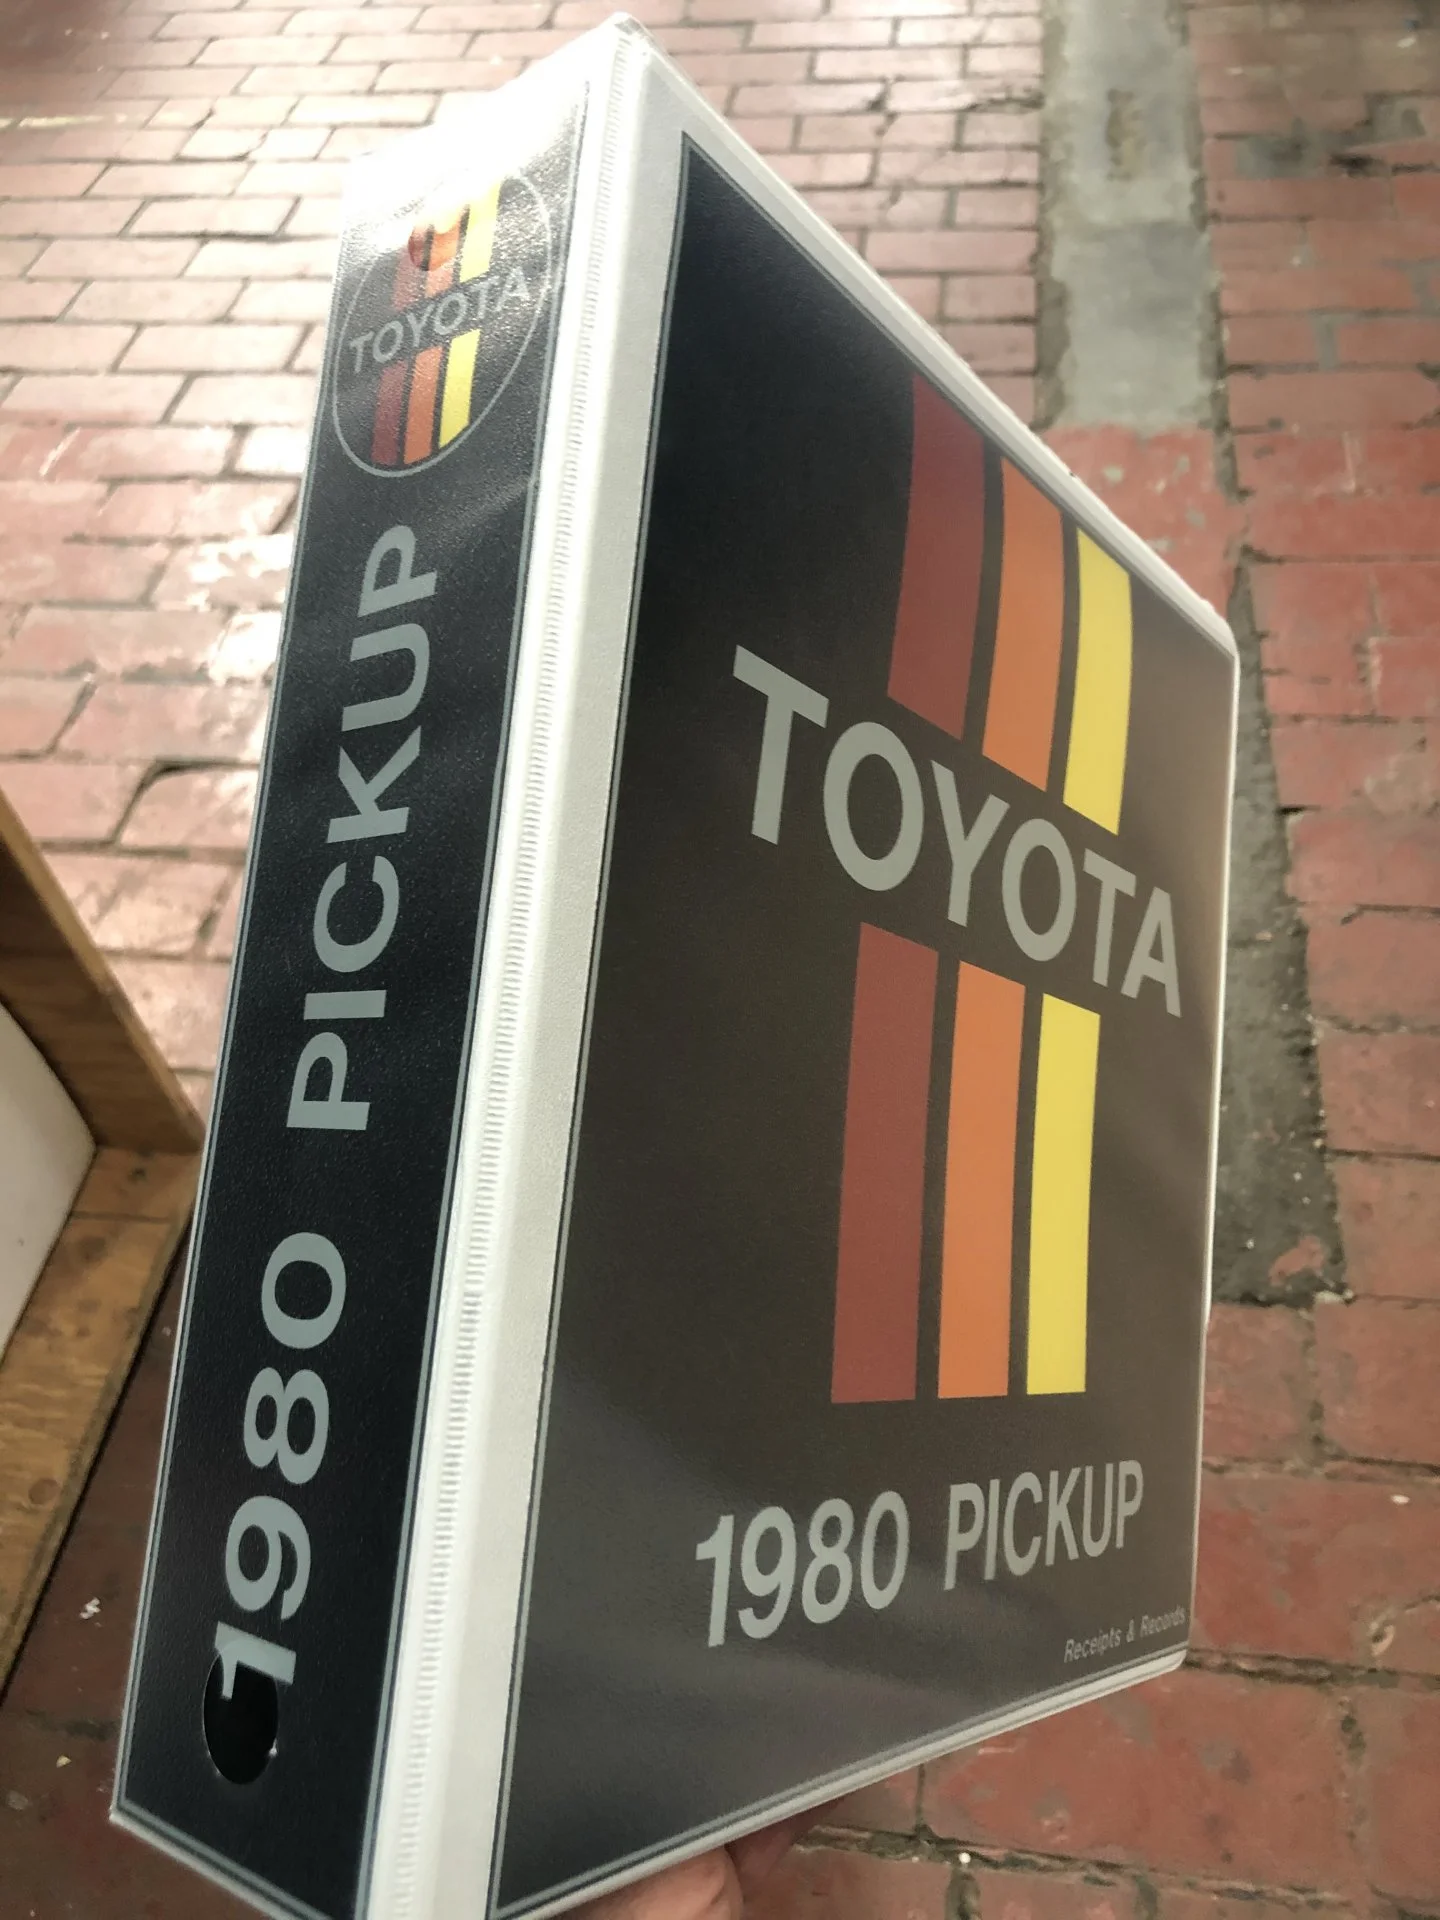 TOYOTA
1980 PICKUP
TOYOTA
1980 PICKUP
Receipts & Records